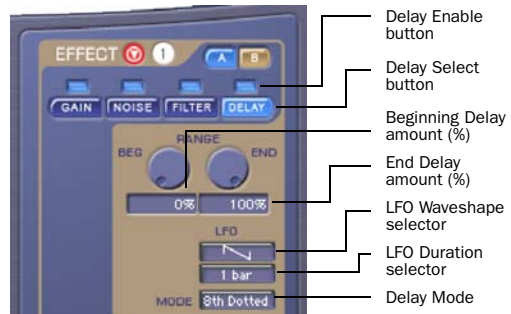 EFFECT 1 A B
GAIN NOISE FILTER DELAY
RANGE
BEG END
0% 100%
LFO
1 bar
MODE 8th Dotted
Delay Enable
button
Delay Select
button
Beginning Delay
amount (%)
End Delay
amount (%)
LFO Waveshape
selector
LFO Duration
selector
Delay Mode